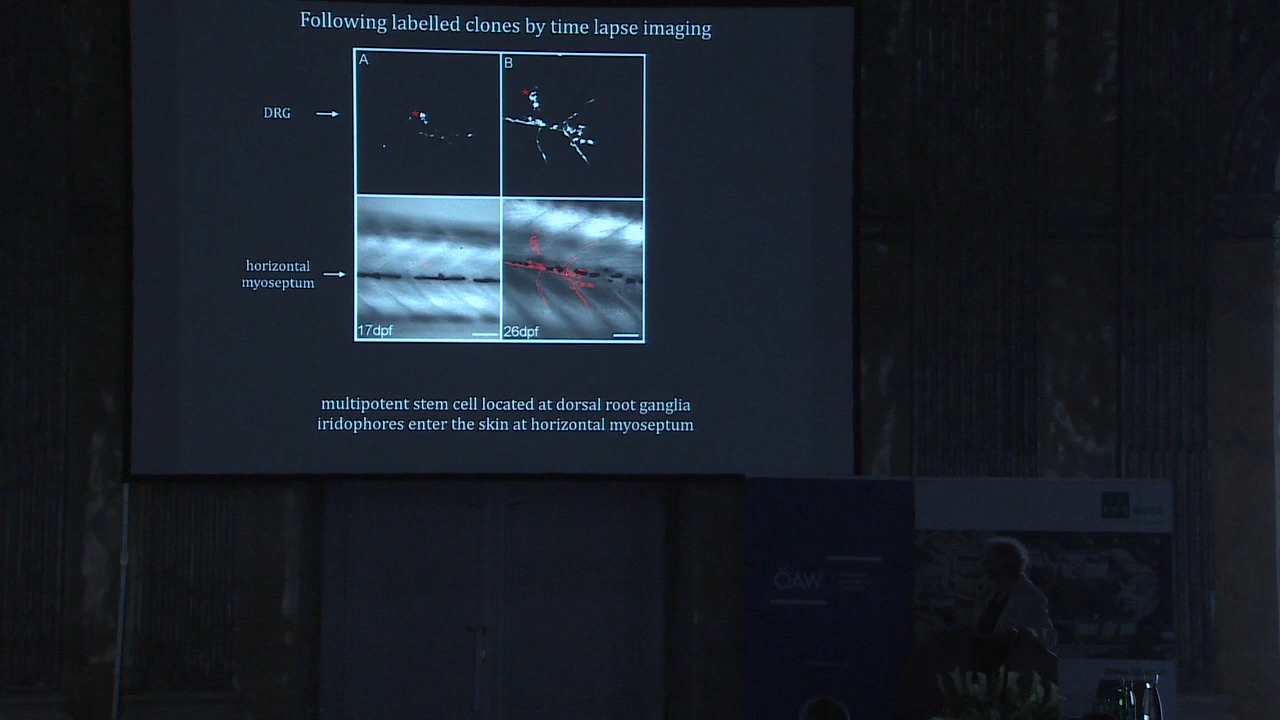 Following labelled clones by time lapse imaging
A
B
DRG
horizontal
myoseptum
17dpf
26dpf
multipotent stem cell located at dorsal root ganglia
iridophores enter the skin at horizontal myoseptum
ÖAW